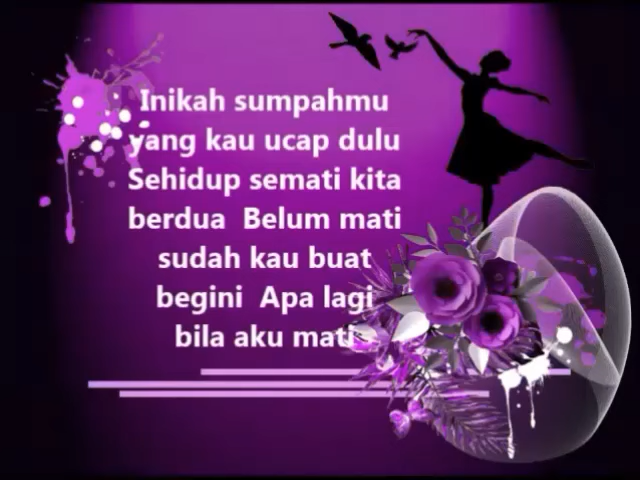 Inikah sumpahmu
yang kau ucap dulu
Sehidup semati kita
berdua  Belum mati
sudah kau buat
begini  Apa lagi
bila aku mati